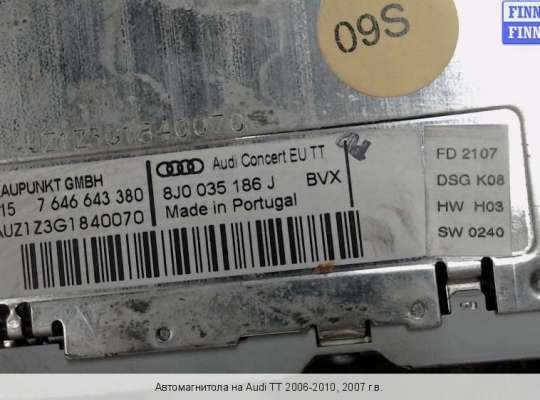 FINN
FINN
09S
AUZ1Z3G1840070
LAUPUNKT GMBH
15 7 646 643 380
AUZ1Z3G1840070
Audi Concert EU TT
8J0 035 186 J BVX
Made in Portugal
FD 2107
DSG K08
HW H03
SW 0240
Автомагнитола на Audi TT 2006-2010, 2007 г.в.